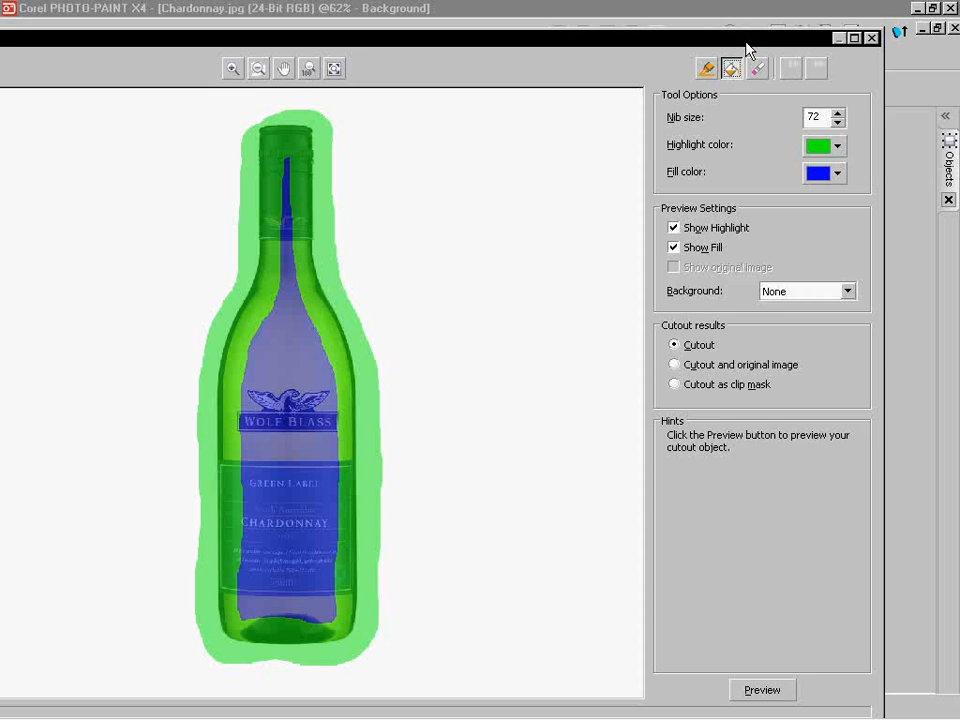 Corel PHOTO-PAINT X4 - [Chardonnay.jpg (24-Bit RGB) @62% - Background]
100
Tool Options
Nib size: 72
Highlight color:
Fill color:
Preview Settings
Show Highlight
Show Fill
Show original image
Background: None
Cutout results
Cutout
Cutout and original image
Cutout as clip mask
Hints
Click the Preview button to preview your
cutout object.
Preview
Objects
WOLF BLASS
GREEN LABEL
CHARDONNAY